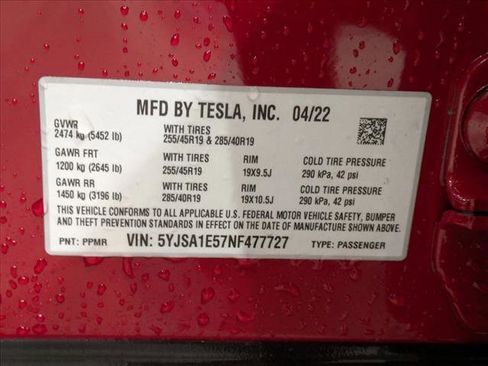 MFD BY TESLA, INC. 04/22
GVWR
2474 kg (5452 lb)
WITH TIRES
255/45R19 & 285/40R19
GAWR FRT
1200 kg (2645 lb)
WITH TIRES
255/45R19
RIM
19X9.5J
COLD TIRE PRESSURE
290 kPa, 42 psi
GAWR RR
1450 kg (3196 lb)
WITH TIRES
285/40R19
RIM
19X10.5J
COLD TIRE PRESSURE
290 kPa, 42 psi
THIS VEHICLE CONFORMS TO ALL APPLICABLE U.S. FEDERAL MOTOR VEHICLE SAFETY, BUMPER
AND THEFT PREVENTION STANDARDS IN EFFECT ON THE DATE OF MANUFACTURE SHOWN ABOVE.
PNT: PPMR VIN: 5YJSA1E57NF477727 TYPE: PASSENGER